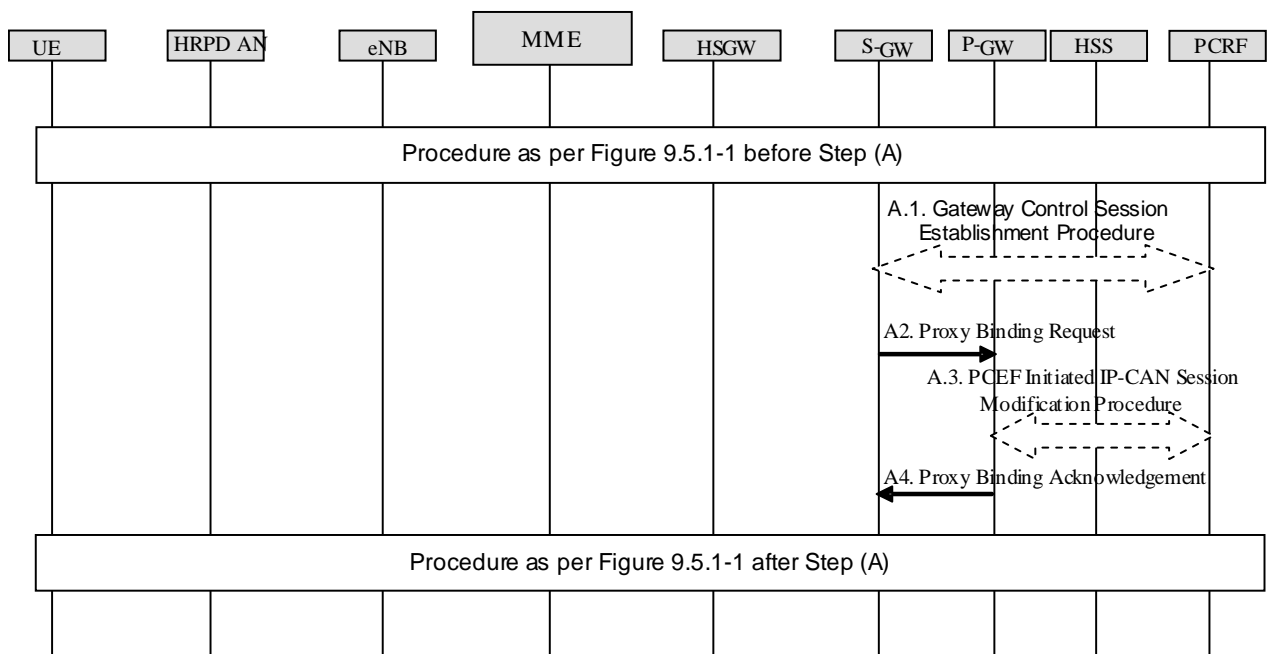 UE
HRPD AN
eNB
MME
HSGW
S-GW
P-GW
HSS
PCRF
Procedure as per Figure 9.5.1-1 before Step (A)
A.1. Gateway Control Session
Establishment Procedure
A2. Proxy Binding Request
A.3. PCEF Initiated IP-CAN Session
Modification Procedure
A4. Proxy Binding Acknowledgement
Procedure as per Figure 9.5.1-1 after Step (A)